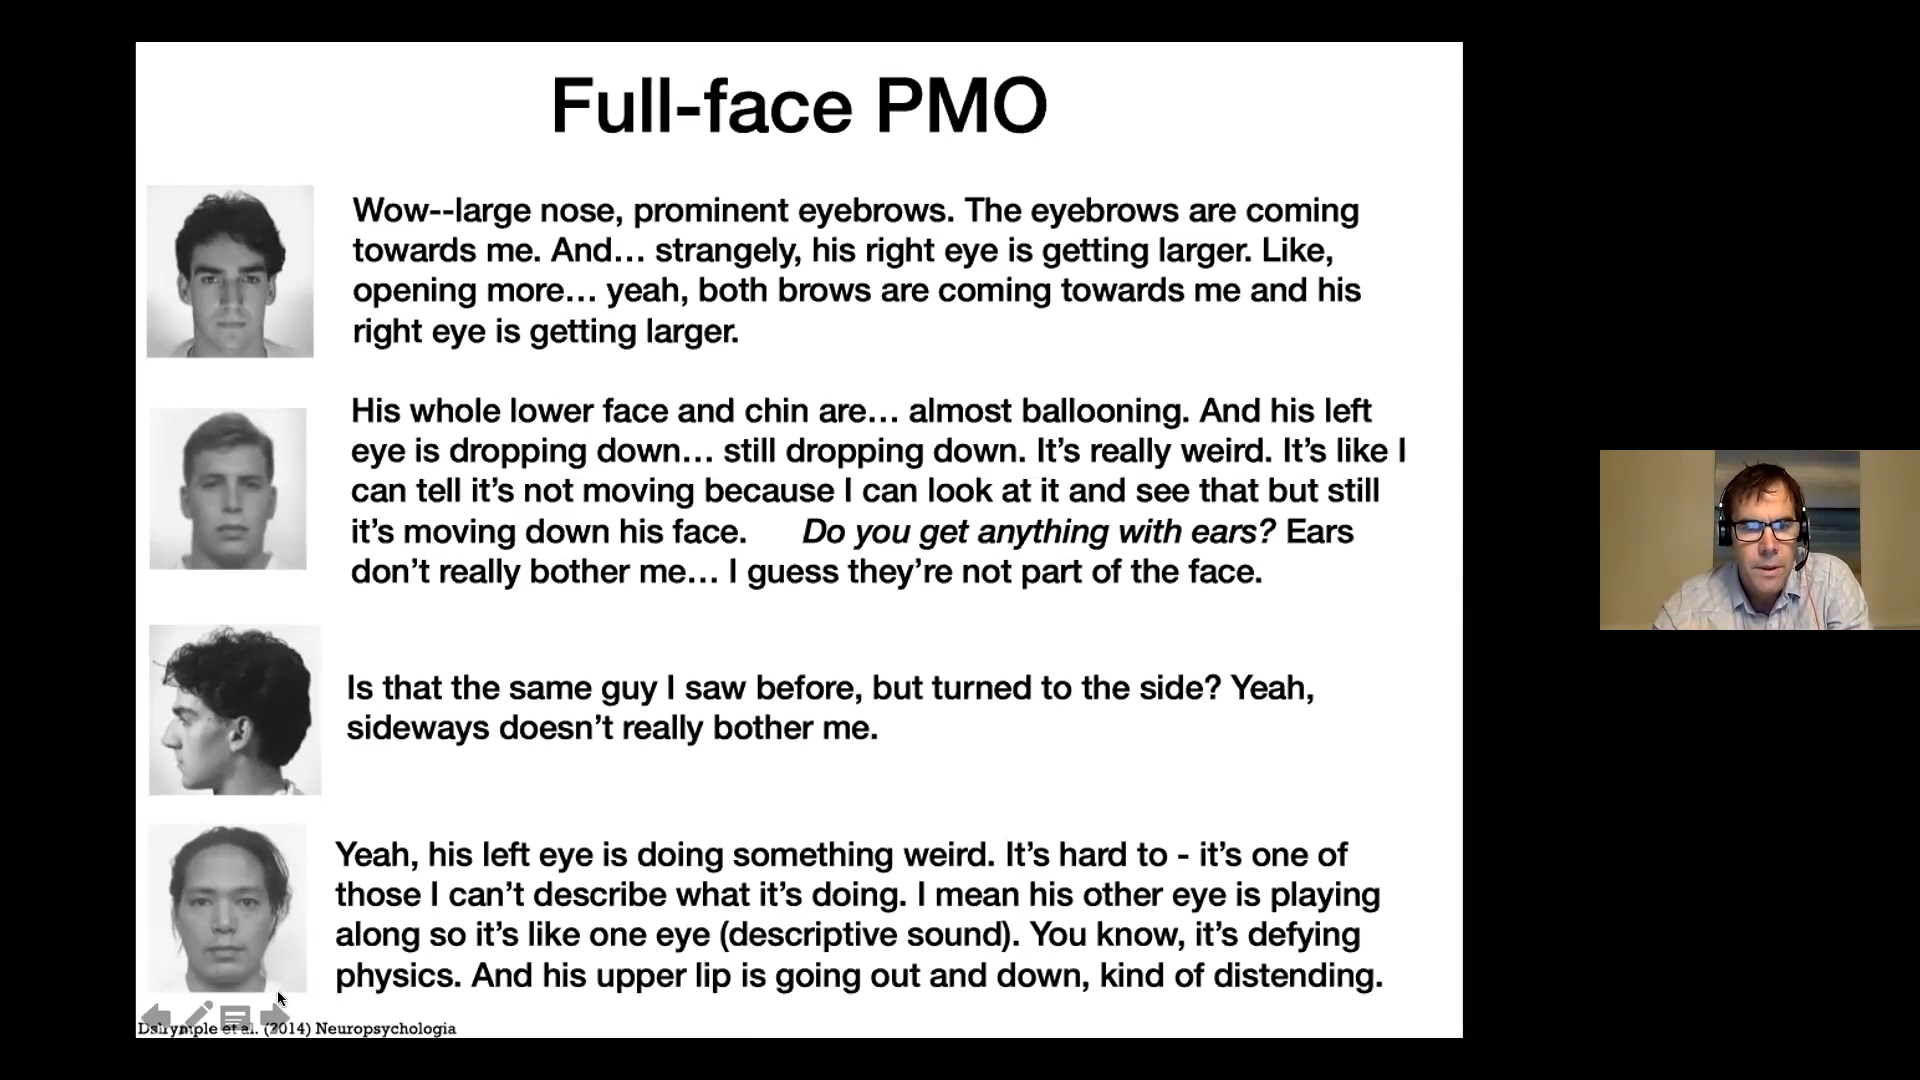 Full-face PMO
Wow--large nose, prominent eyebrows. The eyebrows are coming
towards me. And… strangely, his right eye is getting larger. Like,
opening more… yeah, both brows are coming towards me and his
right eye is getting larger.
His whole lower face and chin are… almost ballooning. And his left
eye is dropping down… still dropping down. It’s really weird. It’s like I
can tell it’s not moving because I can look at it and see that but still
it’s moving down his face. Do you get anything with ears? Ears
don’t really bother me… I guess they’re not part of the face.
Is that the same guy I saw before, but turned to the side? Yeah,
sideways doesn’t really bother me.
Yeah, his left eye is doing something weird. It’s hard to - it’s one of
those I can’t describe what it’s doing. I mean his other eye is playing
along so it’s like one eye (descriptive sound). You know, it’s defying
physics. And his upper lip is going out and down, kind of distending.
Dalrymple et al. (2014) Neuropsychologia